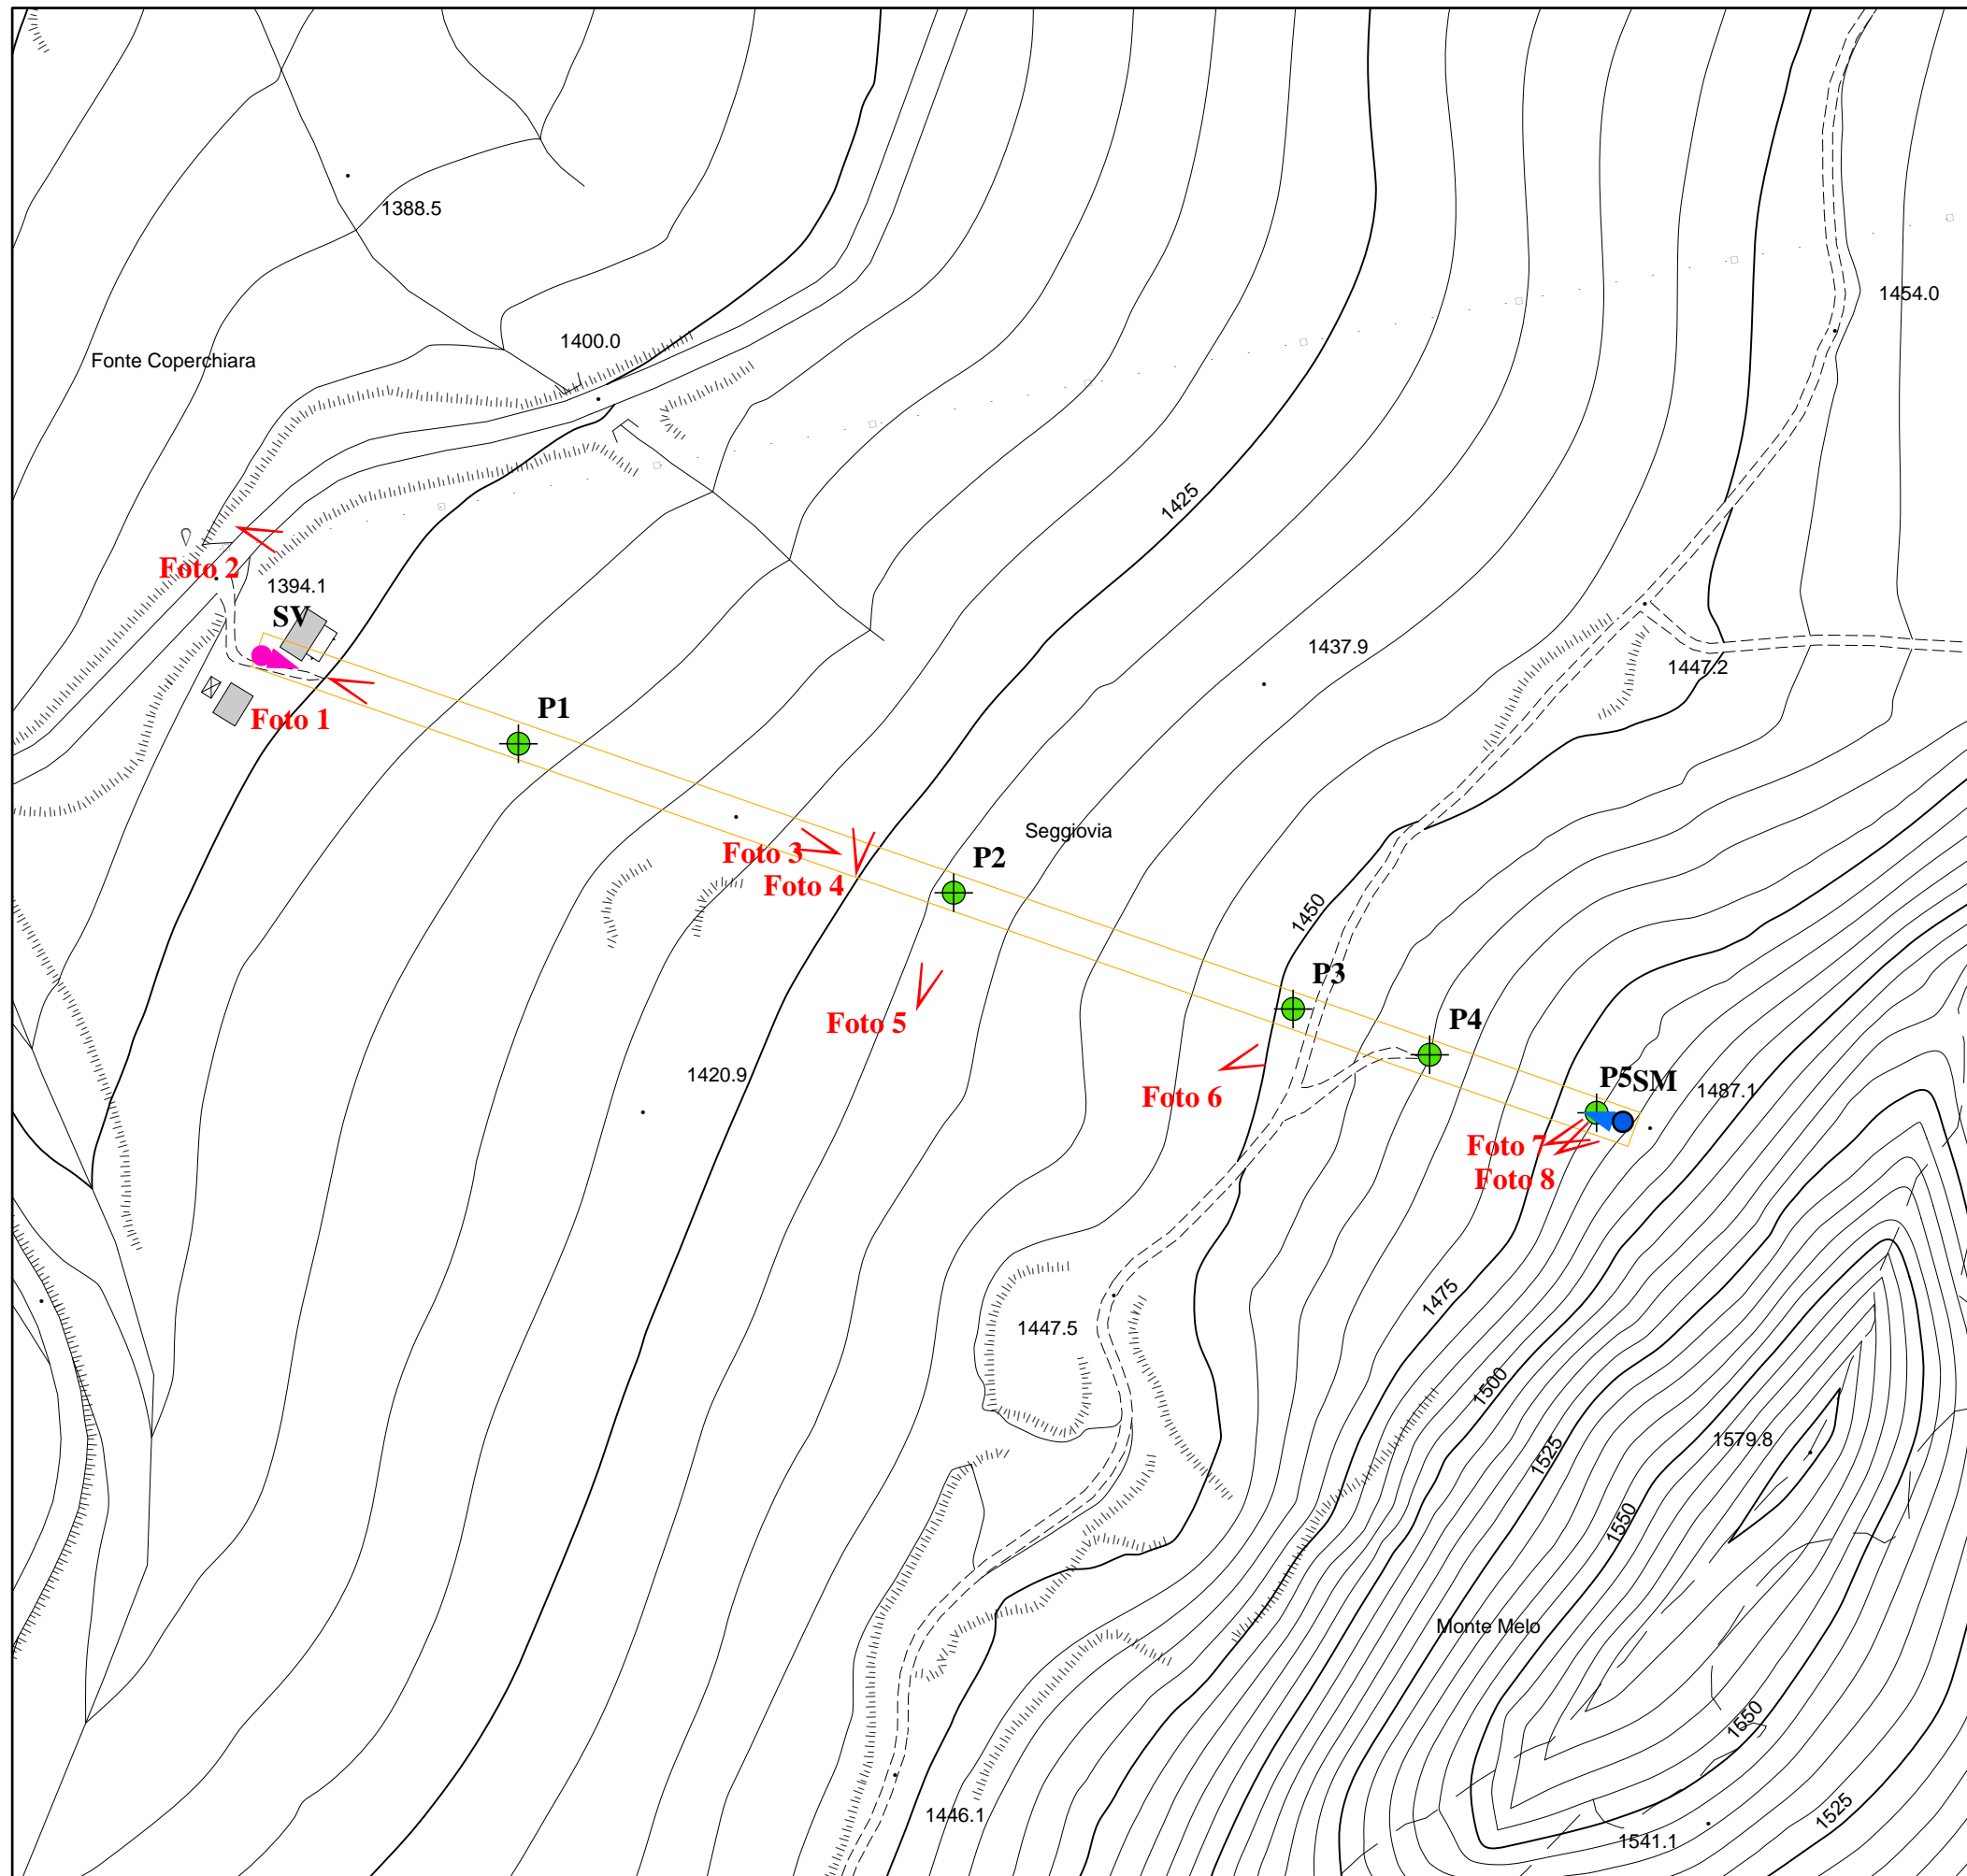 1388.5
1454.0
1400.0
Fonte Coperchiara
1425
Foto 2
1394.1
SV
1437.9
1447.2
P1
Foto 1
Seggiovia
Foto 3
P2
Foto 4
1450
P3
Foto 5
P4
1420.9
P5
SM
1487.1
Foto 6
Foto 7
Foto 8
1475
1447.5
1500
1579.8
1525
1550
Monte Melo
1550
1446.1
1525
1541.1